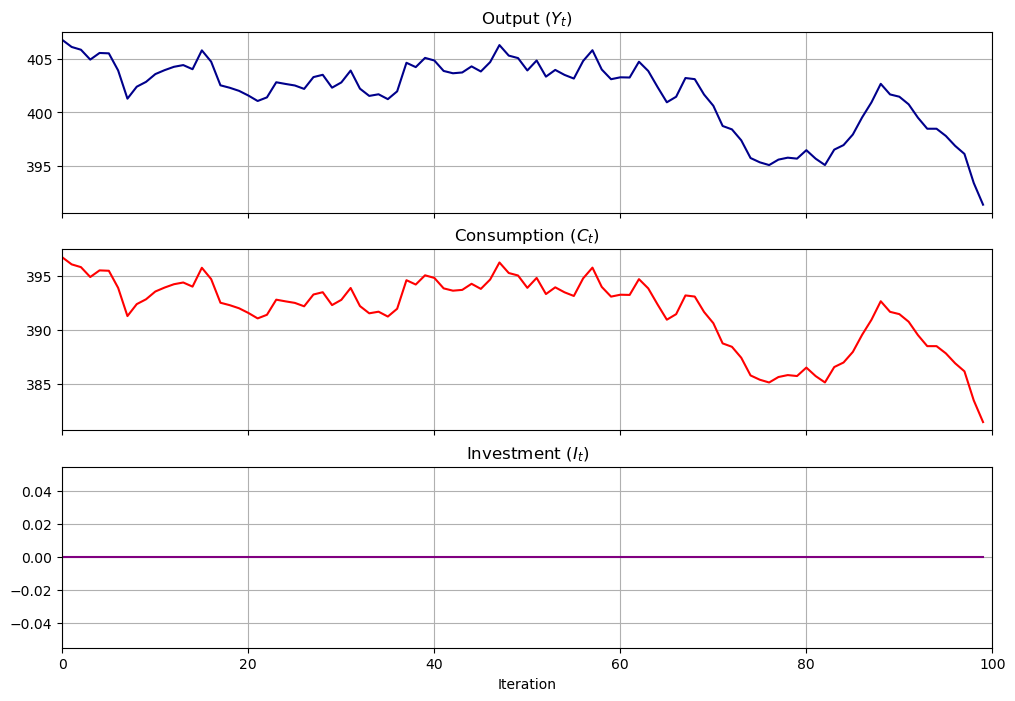 Output (Y_t)
405
400
395
Consumption (C_t)
395
390
385
Investment (I_t)
0.04
0.02
0.00
−0.02
−0.04
0 20 40 60 80 100
Iteration